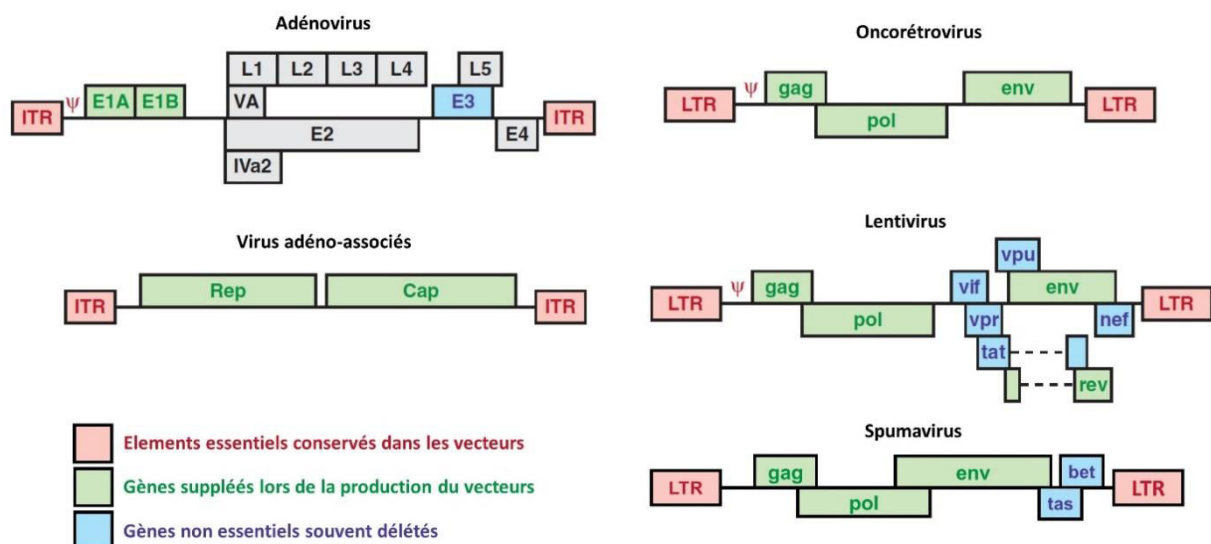 Adénovirus
L1 L2 L3 L4 L5
ψ E1A E1B VA E3
ITR ITR
E2 E4
IVa2
Virus adéno-associés
Rep Cap
ITR ITR
Elements essentiels conservés dans les vecteurs
Gènes suppléés lors de la production du vecteurs
Gènes non essentiels souvent délétés
Oncorétrovirus
ψ gag env
LTR LTR
pol
Lentivirus
vpu
ψ gag vif env
LTR LTR
pol vpr nef
tat
rev
Spumavirus
gag env bet
LTR LTR
pol tas